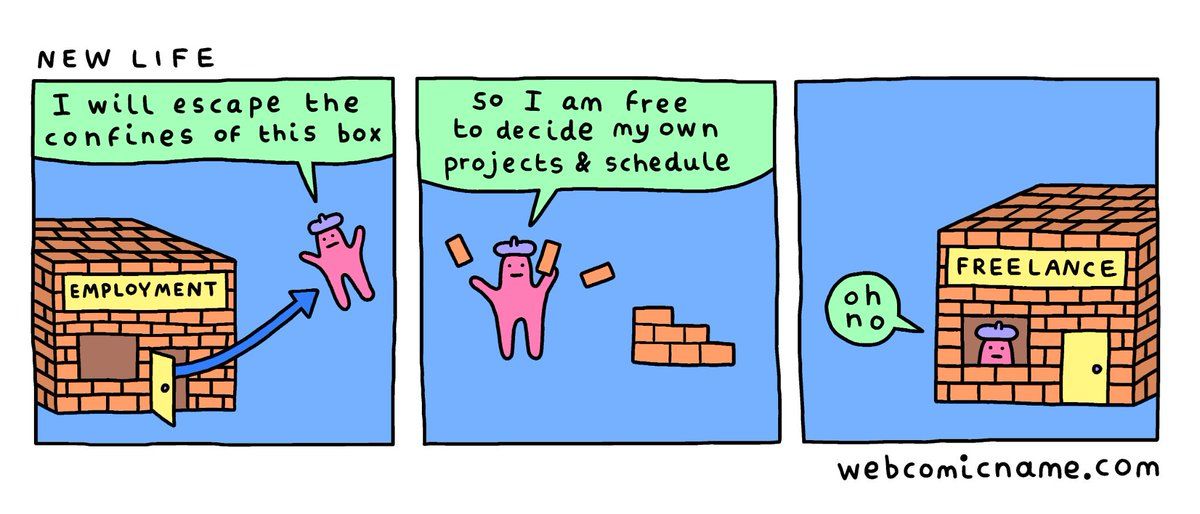 NEW LIFE
I will escape the
confines of this box
EMPLOYMENT
so I am free
to decide my own
projects & schedule
oh
no
FREELANCE
webcomicname.com